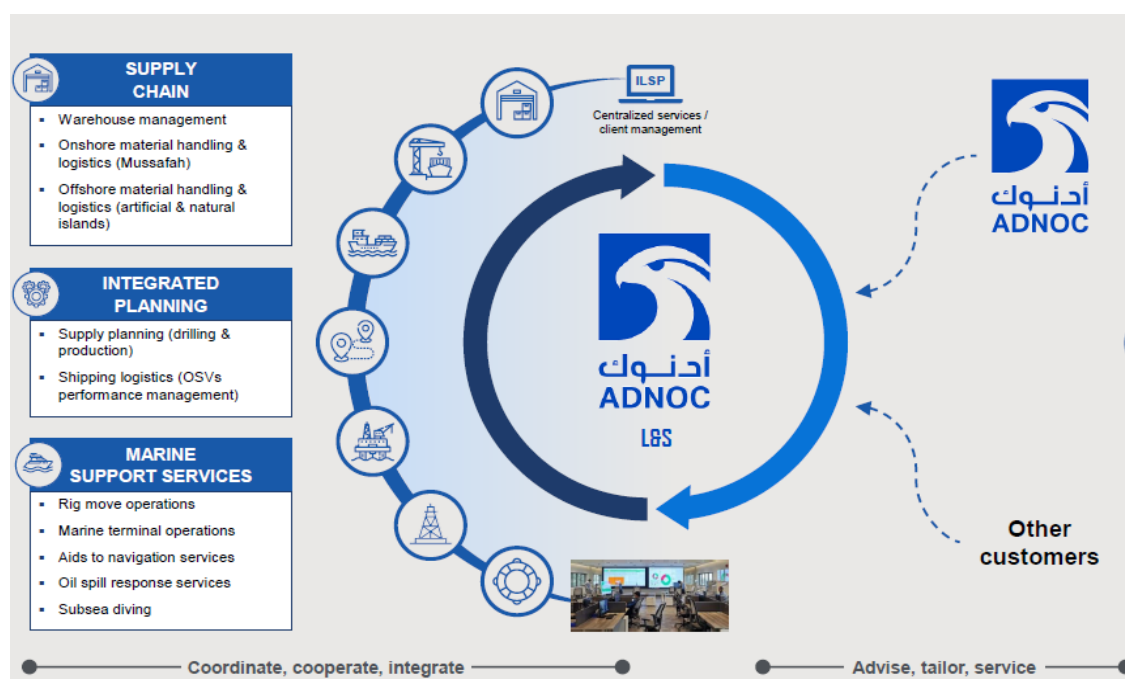 SUPPLY
CHAIN
▪ Warehouse management
▪ Onshore material handling &
logistics (Mussafah)
▪ Offshore material handling &
logistics (artificial & natural
islands)
INTEGRATED
PLANNING
▪ Supply planning (drilling &
production)
▪ Shipping logistics (OSVs
performance management)
MARINE
SUPPORT SERVICES
▪ Rig move operations
▪ Marine terminal operations
▪ Aids to navigation services
▪ Oil spill response services
▪ Subsea diving
ILSP
Centralized services /
client management
أدنوك
ADNOC
L&S
أدنوك
ADNOC
Other
customers
Coordinate, cooperate, integrate
Advise, tailor, service